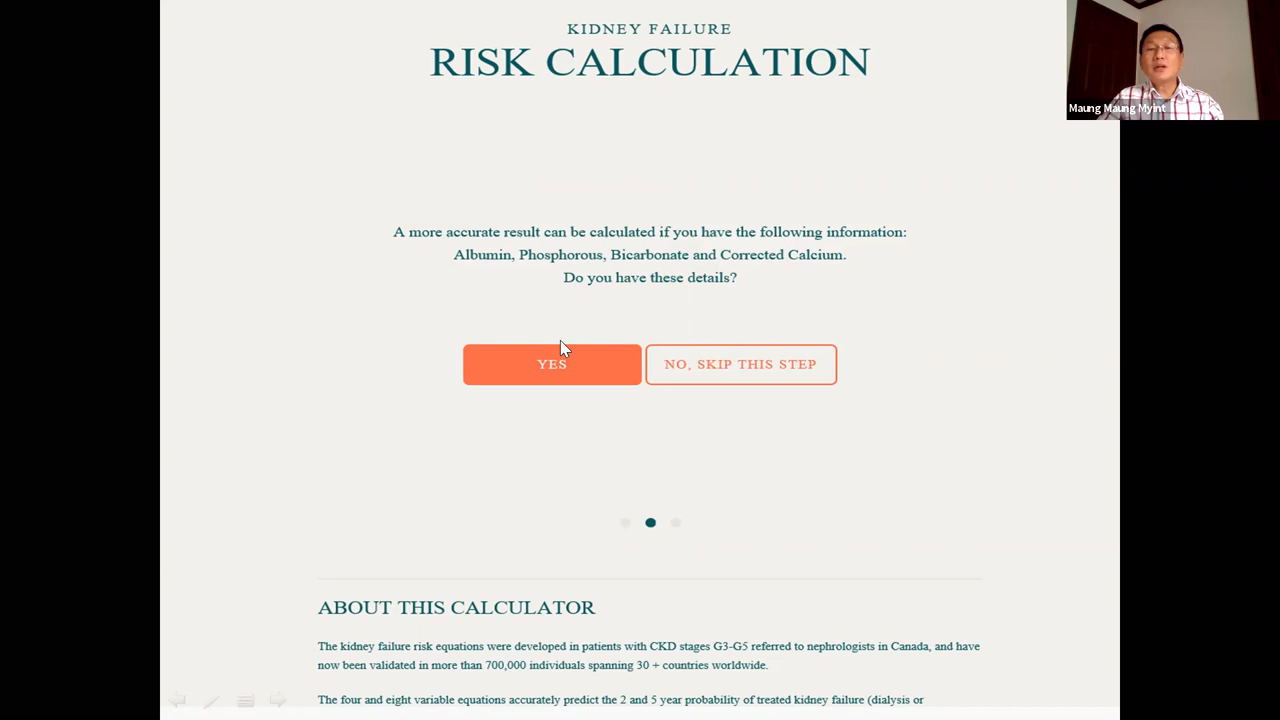 KIDNEY FAILURE
RISK CALCULATION
Maung Maung Myint
A more accurate result can be calculated if you have the following information:
Albumin, Phosphorous, Bicarbonate and Corrected Calcium.
Do you have these details?
YES
NO, SKIP THIS STEP
ABOUT THIS CALCULATOR
The kidney failure risk equations were developed in patients with CKD stages G3-G5 referred to nephrologists in Canada, and have
now been validated in more than 700,000 individuals spanning 30 + countries worldwide.
The four and eight variable equations accurately predict the 2 and 5 year probability of treated kidney failure (dialysis or